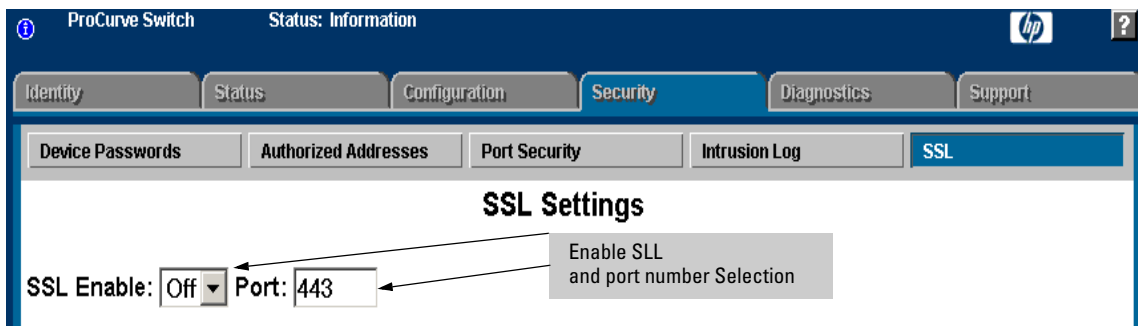 ProCurve Switch Status: Information
hp ?
Identity Status Configuration Security Diagnostics Support
Device Passwords Authorized Addresses Port Security Intrusion Log SSL
SSL Settings
Enable SLL
and port number Selection
SSL Enable: Off Port: 443